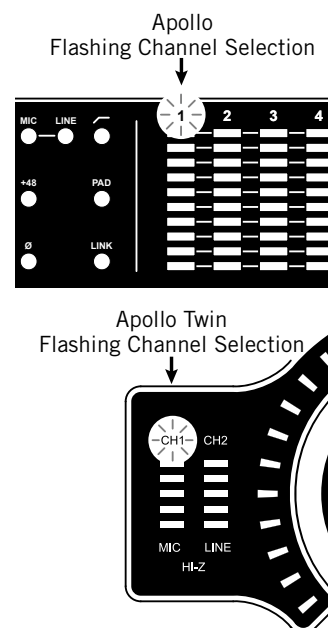 Apollo
Flashing Channel Selection
1 2 3 4
MIC LINE
+48 PAD
Ø LINK
Apollo Twin
Flashing Channel Selection
CH1 CH2
MIC LINE
HI-Z